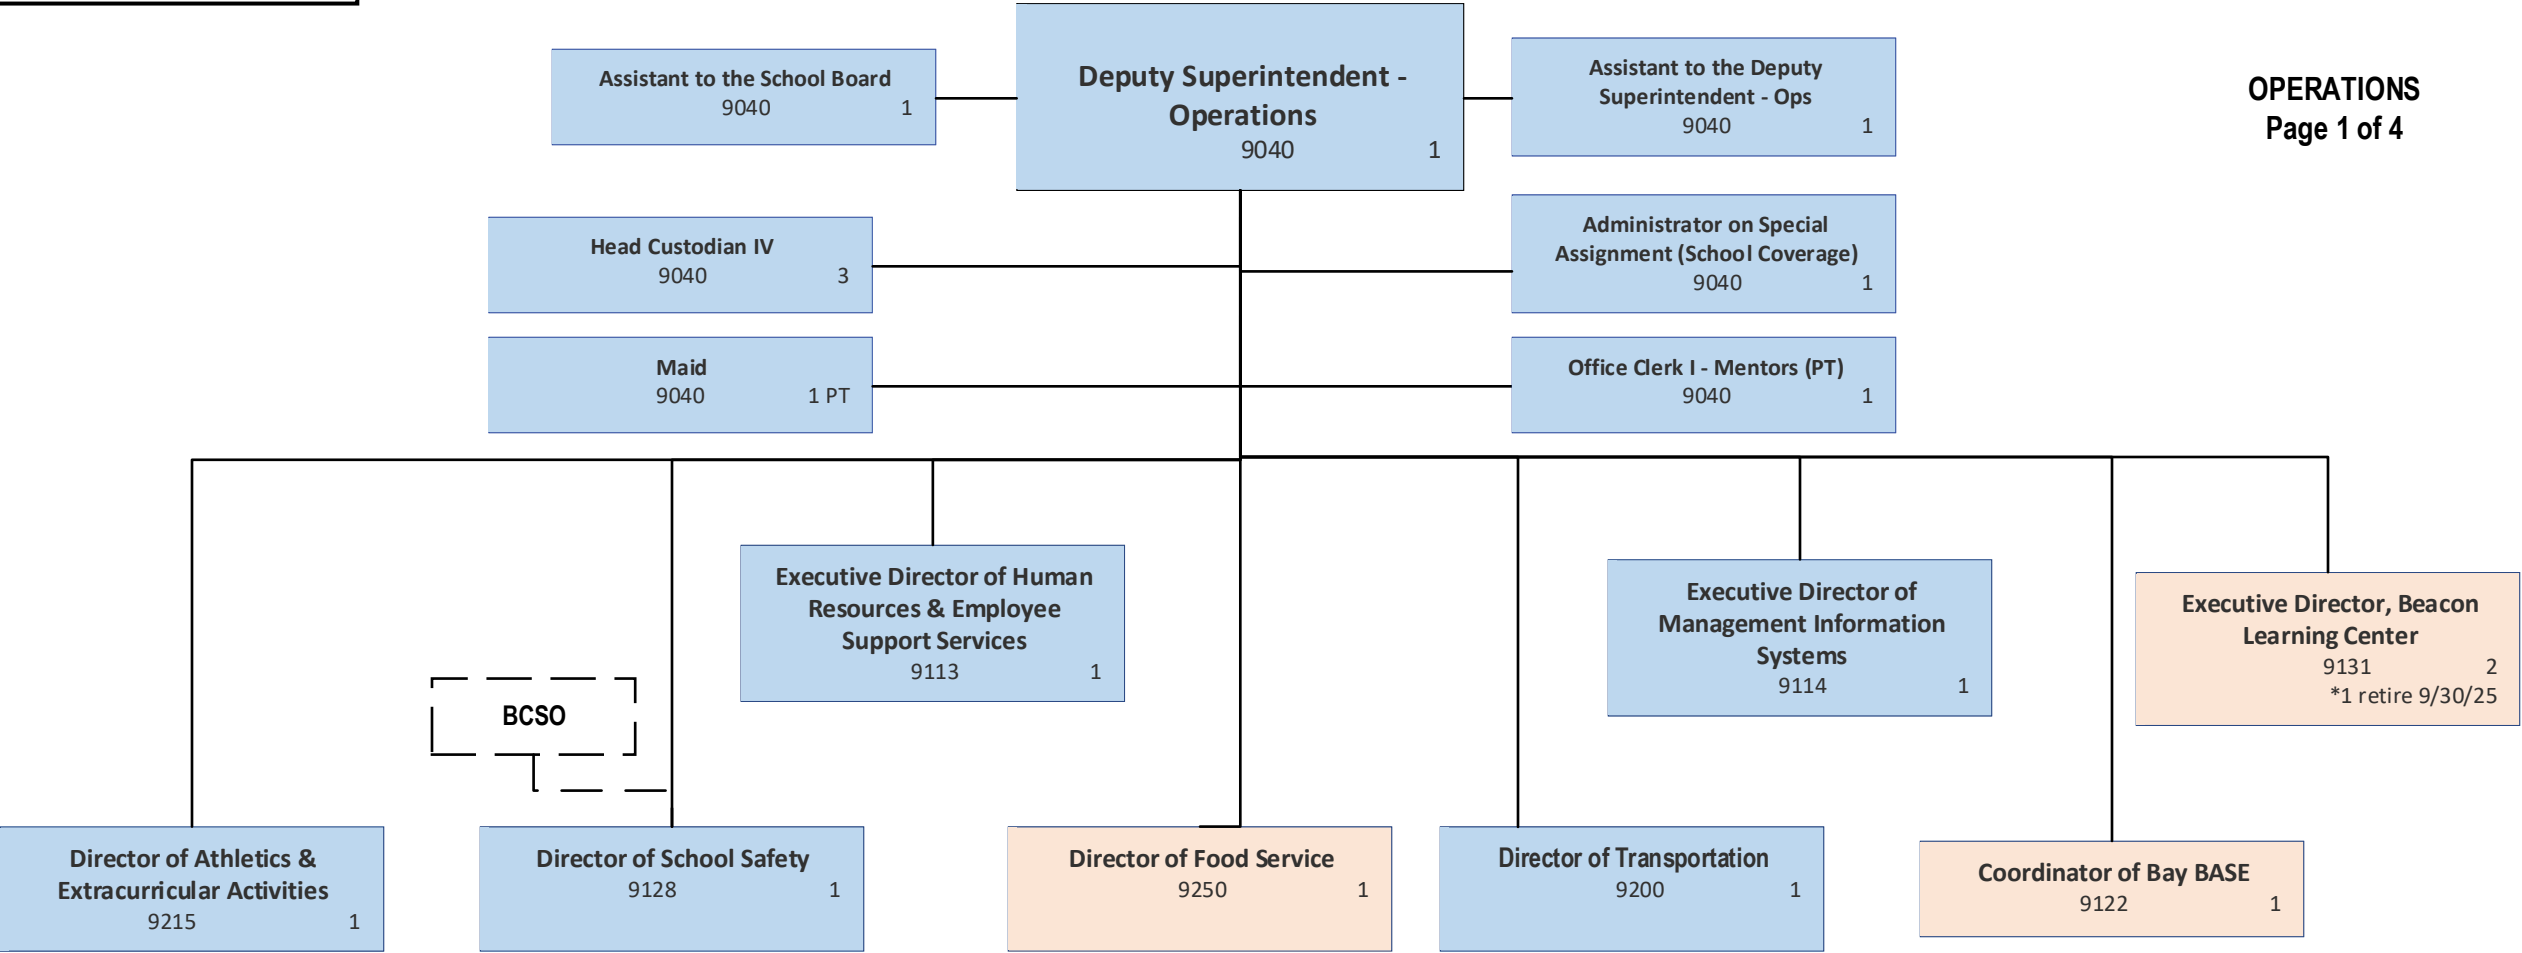 Assistant to the School Board
9040 1
Deputy Superintendent -
Operations
9040 1
Assistant to the Deputy
Superintendent - Ops
9040 1
OPERATIONS
Page 1 of 4
Head Custodian IV
9040 3
Administrator on Special
Assignment (School Coverage)
9040 1
Maid
9040 1 PT
Office Clerk I - Mentors (PT)
9040 1
Executive Director of Human
Resources & Employee
Support Services
9113 1
Executive Director of
Management Information
Systems
9114 1
Executive Director, Beacon
Learning Center
9131 2
*1 retire 9/30/25
BCSO
Director of Athletics &
Extracurricular Activities
9215 1
Director of School Safety
9128 1
Director of Food Service
9250 1
Director of Transportation
9200 1
Coordinator of Bay BASE
9122 1